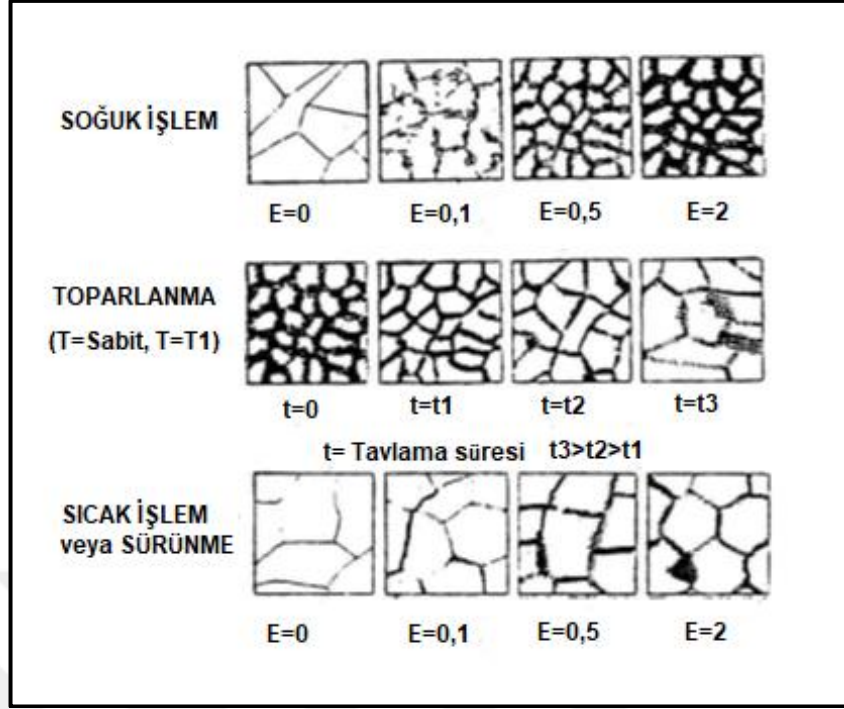 SOĞUK İŞLEM
E=0 E=0,1 E=0,5 E=2
TOPARLANMA
(T=Sabit, T=T1)
t=0 t=t1 t=t2 t=t3
t= Tavlama süresi t3>t2>t1
SICAK İŞLEM
veya SÜRÜNME
E=0 E=0,1 E=0,5 E=2